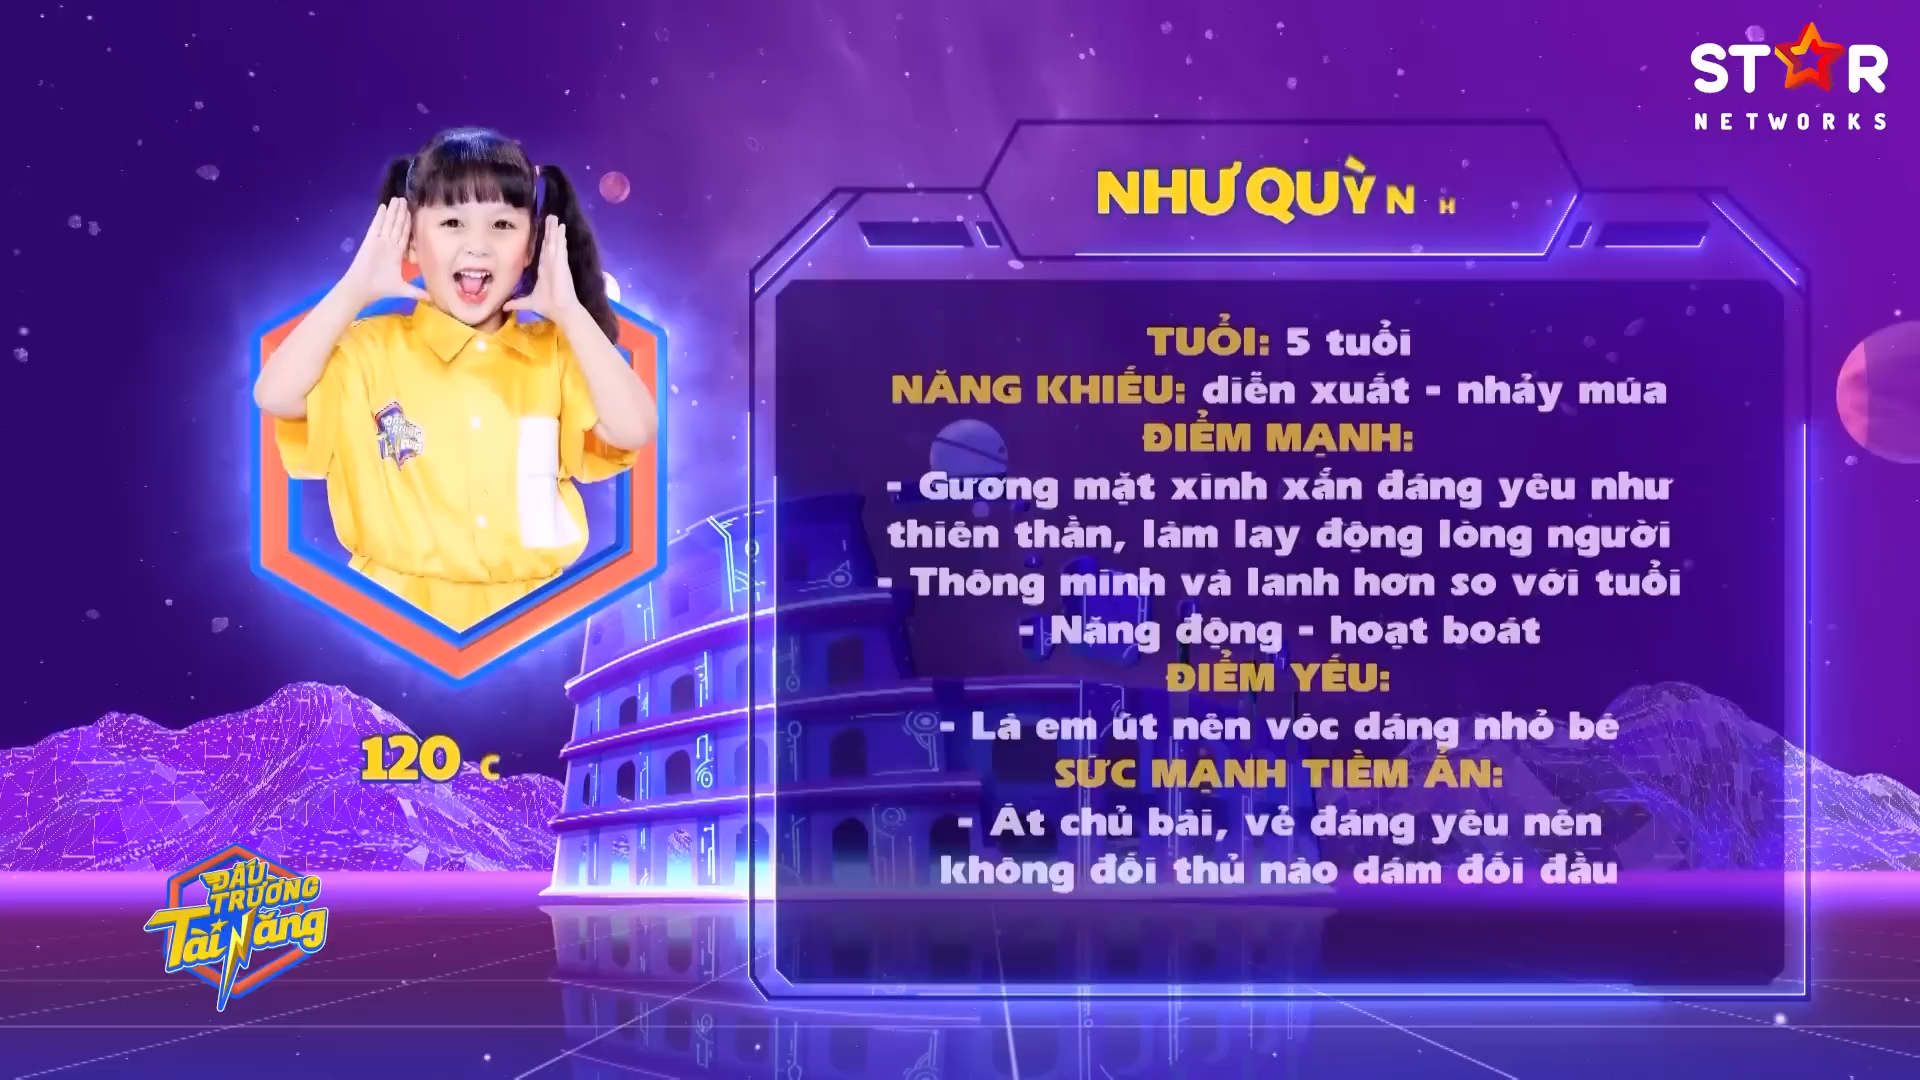 STAR
NETWORKS
NHƯ QUỲNH
TUỔI: 5 tuổi
NĂNG KHIẾU: diễn xuất - nhảy múa
ĐIỂM MẠNH:
- Gương mặt xinh xắn đáng yêu như
thiên thần, làm lay động lòng người
- Thông minh và lanh hơn so với tuổi
- Năng động - hoạt boát
ĐIỂM YẾU:
- Là em út nên vóc dáng nhỏ bé
SỨC MẠNH TIỀM ẨN:
- Át chủ bài, vẻ đáng yêu nên
không đối thủ nào dám đối đầu
120 C
ĐẤU
TRƯỜNG
Tài Năng